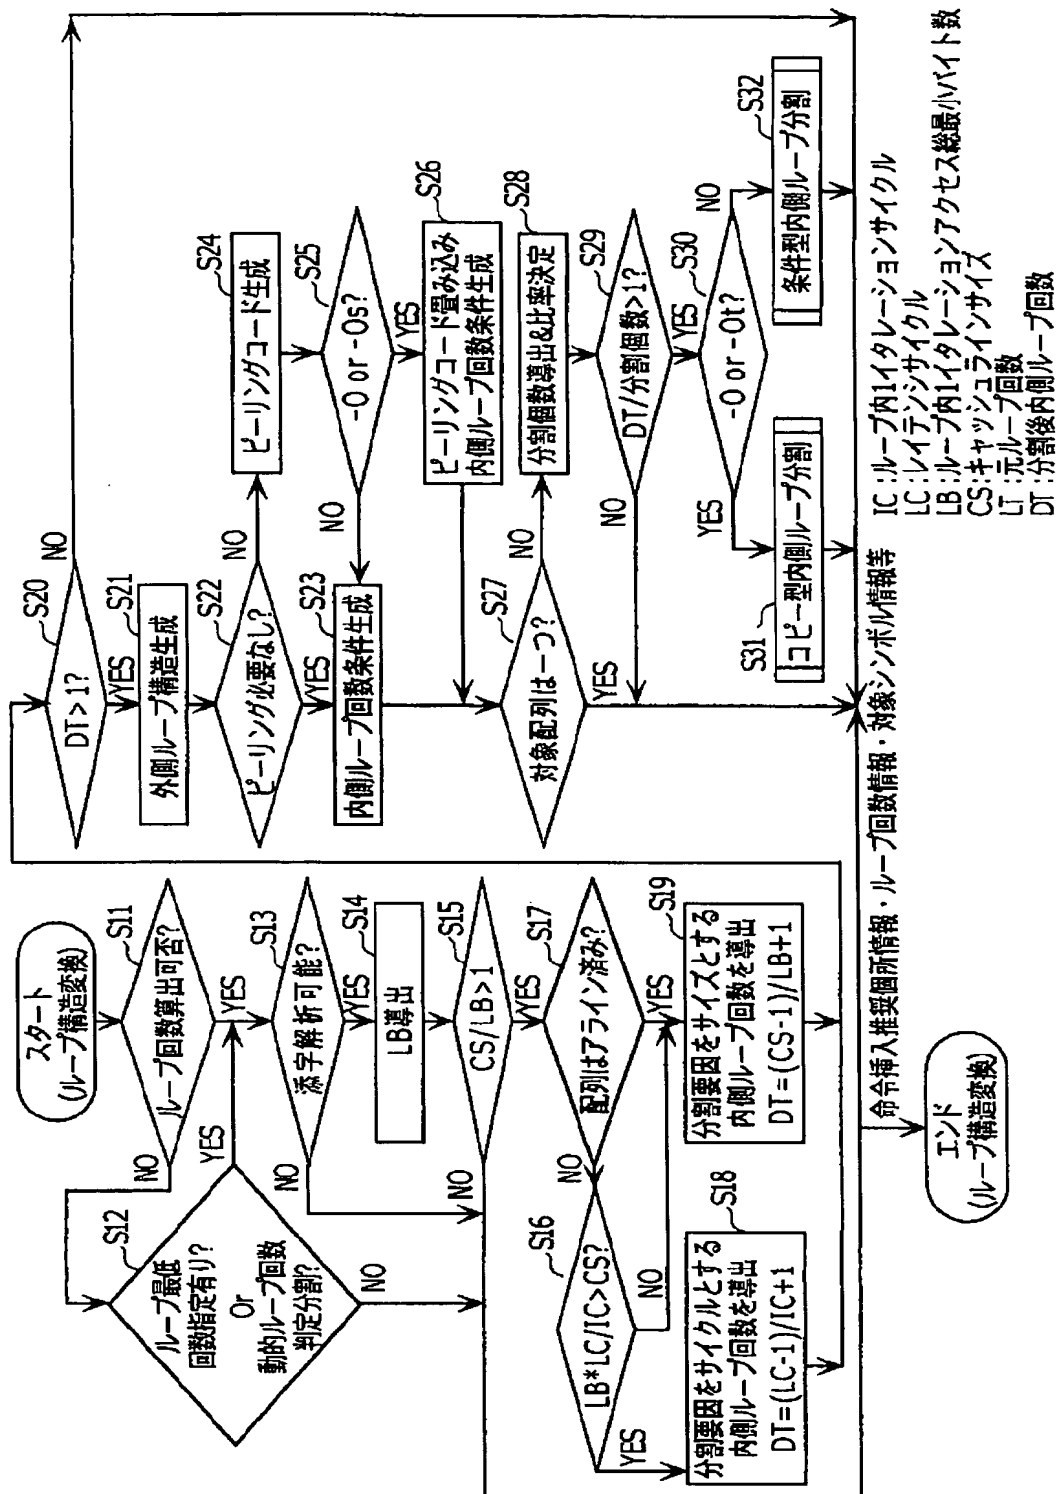 スタート
(ループ構造変換)
S11
ループ回数算出可否?
NO
YES
S12
ループ最低
回数指定有り?
Or
動的ループ回数
判定分割?
YES
NO
S13
添字解析可能?
NO
YES
S14
LB導出
S15
CS/LB>1
NO
YES
S17
配列はアライン済み?
NO
YES
S16
LB*LC/IC>CS?
NO
YES
S18
分割要因をサイクルとする
内側ループ回数を導出
DT=(LC-1)/IC+1
S19
分割要因をサイズとする
内側ループ回数を導出
DT=(CS-1)/LB+1
S20
DT>1?
NO
YES
S21
外側ループ構造生成
S22
ピーリング必要なし?
NO
YES
S23
内側ループ回数条件生成
S24
ピーリングコード生成
S25
-O or -Os?
NO
YES
S26
ピーリングコード畳み込み
内側ループ回数条件生成
S27
対象配列は一つ?
NO
YES
S28
分割個数導出&比率決定
S29
DT/分割個数>1?
NO
YES
S30
-O or -Ot?
YES
NO
S31
コピー型内側ループ分割
S32
条件型内側ループ分割
命令挿入推奨個所情報・ループ回数情報・対象シンボル情報等
エンド
(ループ構造変換)
IC:ループ内1イタレーションサイクル
LC:レイテンシサイクル
LB:ループ内1イタレーションアクセス総最小バイト数
CS:キャッシュラインサイズ
LT:元ループ回数
DT:分割後内側ループ回数